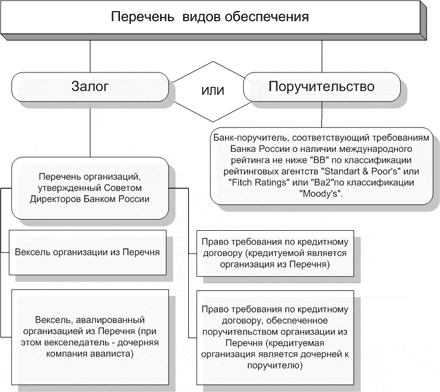 Перечень видов обеспечения
Залог
ИЛИ
Поручительство
Банк-поручитель, соответствующий требованиям
Банка России о наличии международного
рейтинга не ниже "BB" по классификации
рейтинговых агентств "Standart & Poor's" или
"Fitch Ratings" или "Ba2"по классификации
"Moody's".
Перечень организаций,
утвержденный Советом
Директоров Банком России
Вексель организации из Перечня
Право требования по кредитному
договору (кредитуемой является
организация из Перечня)
Вексель, авалированный
организацией из Перечня (при
этом векселедатель - дочерняя
компания авалиста)
Право требования по кредитному
договору, обеспеченное
поручительством организации из
Перечня (кредитуемая
организация является дочерней к
поручителю)